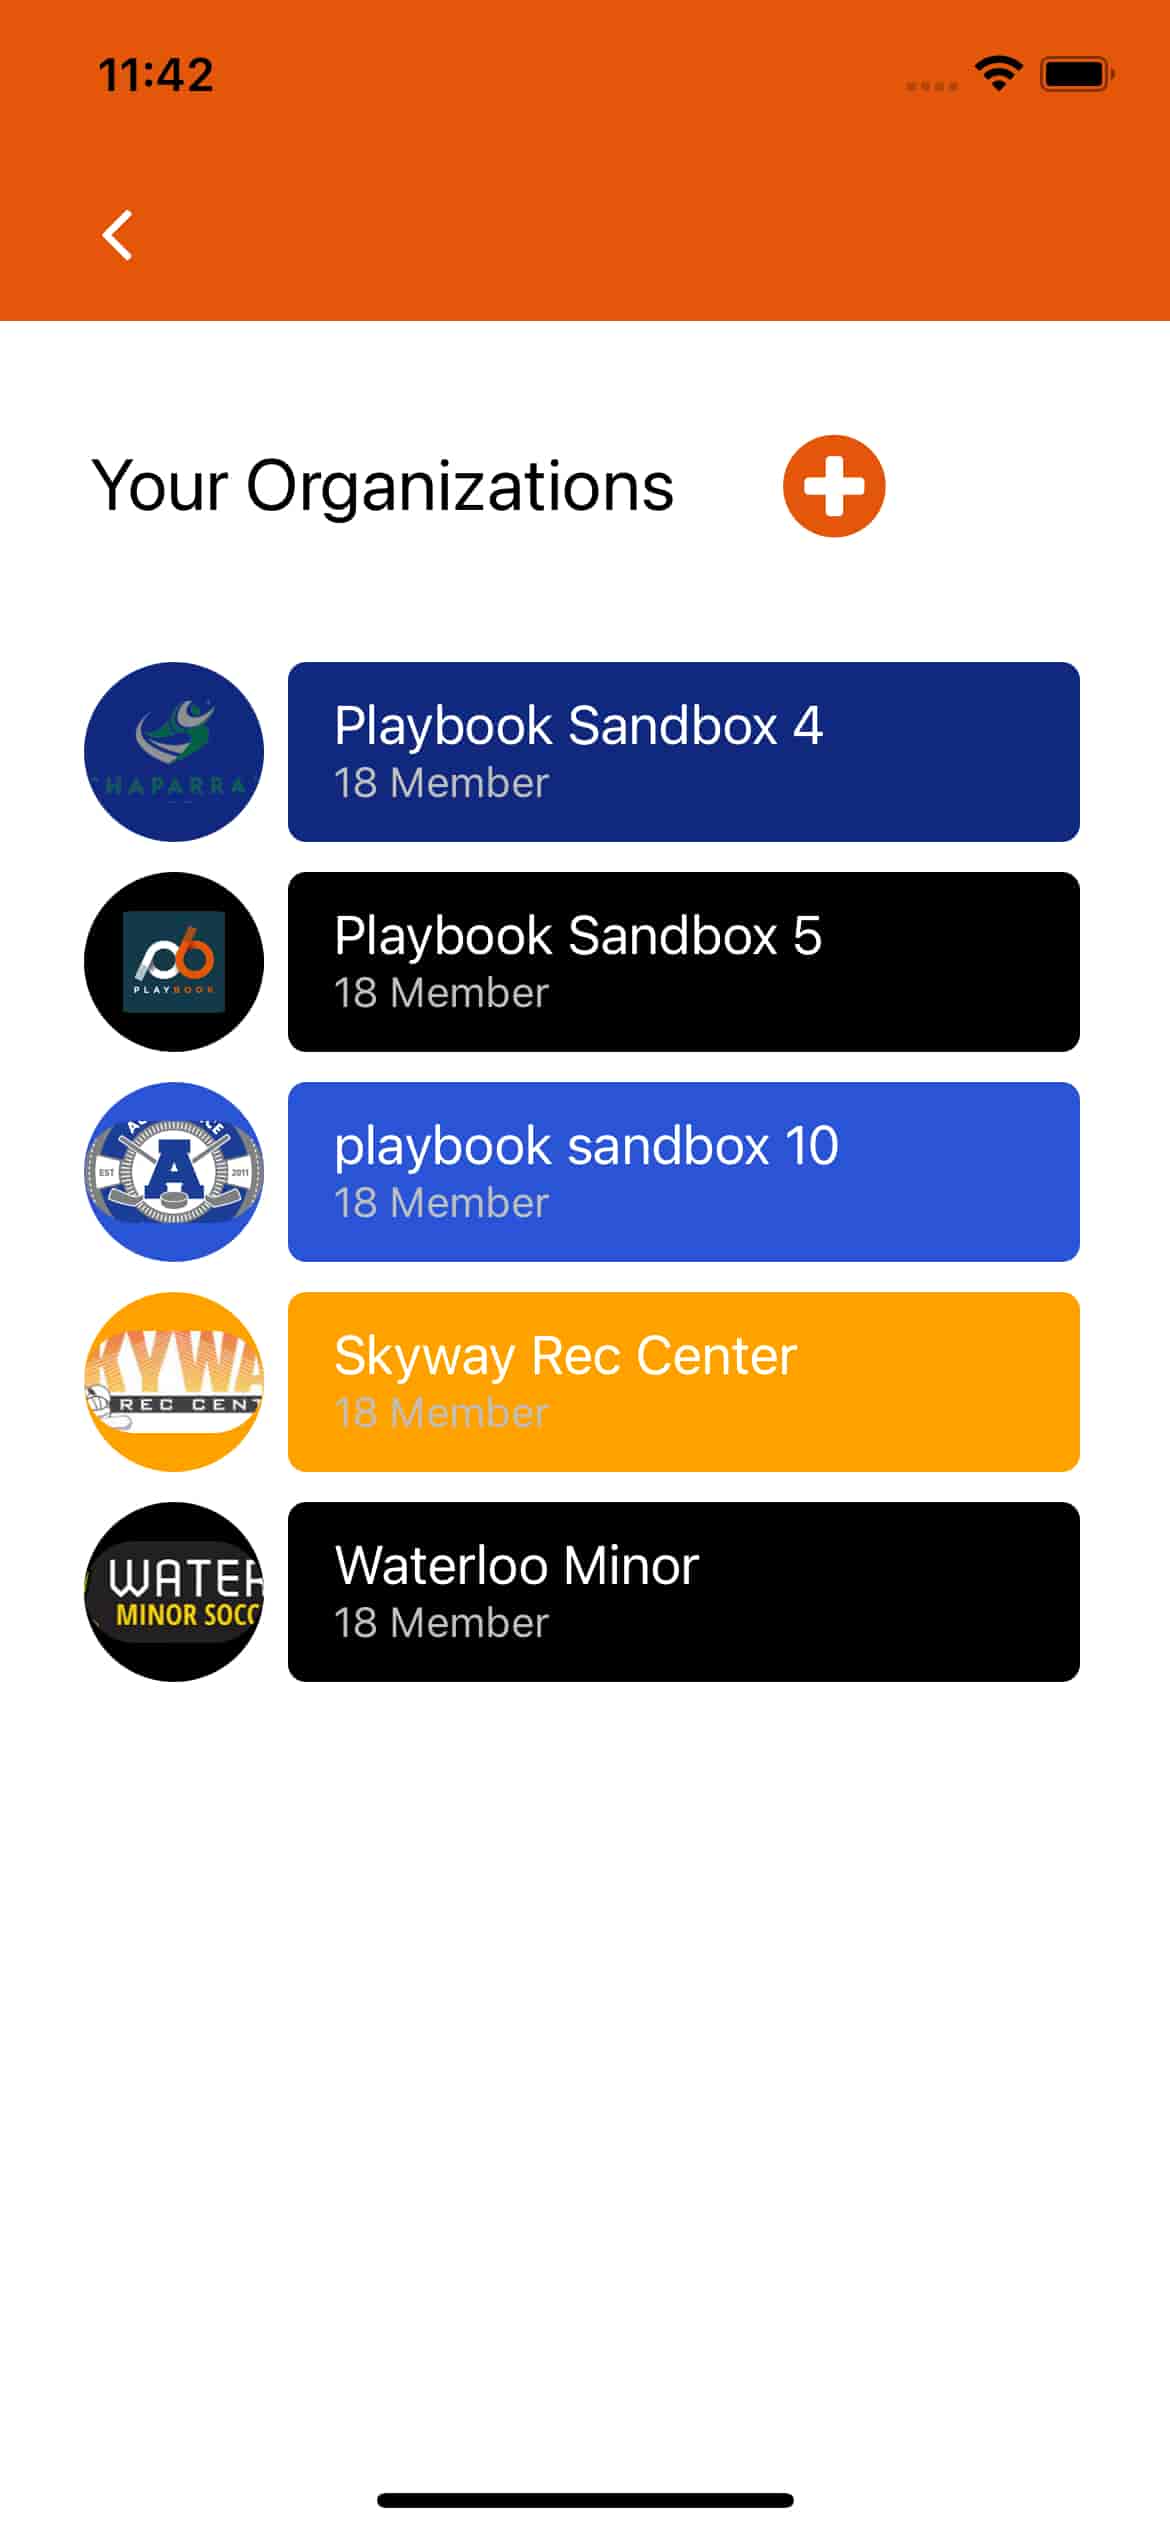 11:42
Your Organizations
HAPARRA
Playbook Sandbox 4
18 Member
PLAYBOOK
Playbook Sandbox 5
18 Member
EST
A
2011
playbook sandbox 10
18 Member
KYWA
REC CENT
Skyway Rec Center
18 Member
WATER
MINOR SOCC
Waterloo Minor
18 Member